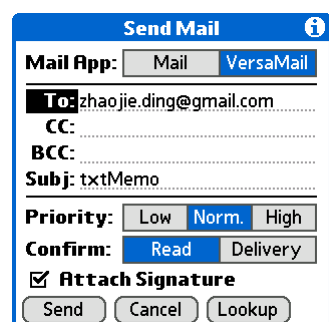 Send Mail i
Mail App: Mail VersaMail
To: zhaojie.ding@gmail.com
CC:
BCC:
Subj: txtMemo
Priority: Low Norm. High
Confirm: Read Delivery
Attach Signature
Send Cancel Lookup